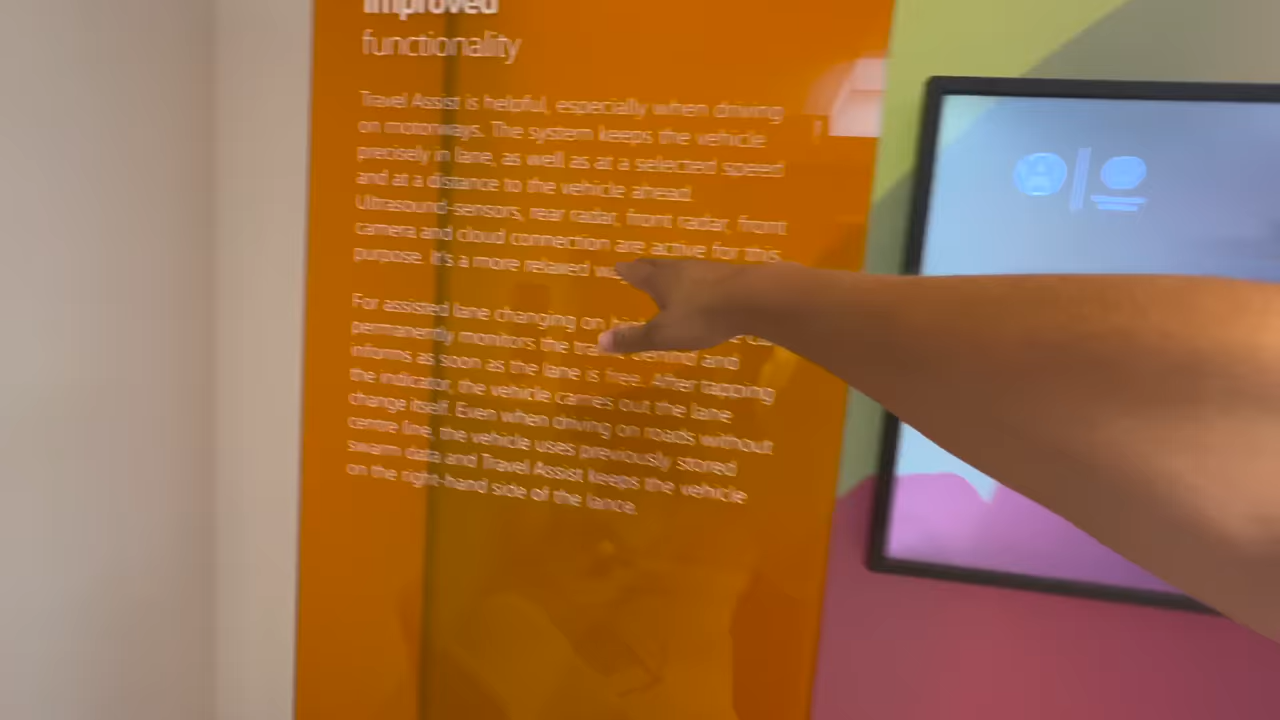 Improved
functionality
Travel Assist is helpful, especially when driving
on motorways. The system keeps the vehicle
precisely in lane, as well as at a selected speed
and at a distance to the vehicle ahead.
Ultrasound-sensors, rear radar, front radar, front
camera and cloud connection are active for this
purpose. It's a more relaxed
For assisted lane changing on
permanently monitors the and
informs as soon as the lane is free. After tapping
the indicator, the vehicle carries out the lane
change itself. Even when driving on roads without
centre line, the vehicle uses previously stored
swarm data and Travel Assist keeps the vehicle
on the right-hand side of the lance.